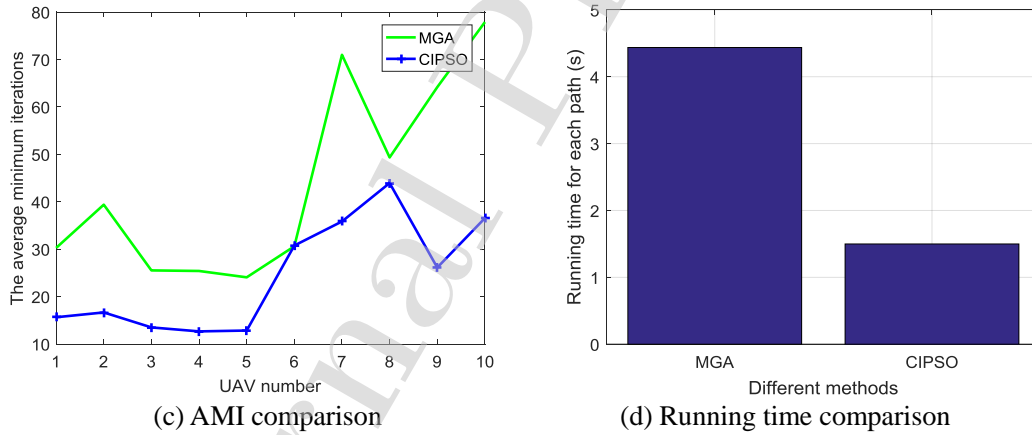 80
70
60
50
40
30
20
10
The average minimum iterations
MGA
CIPSO
1 2 3 4 5 6 7 8 9 10
UAV number
(c) AMI comparison
5
4
3
2
1
0
Running time for each path (s)
MGA CIPSO
Different methods
(d) Running time comparison
rnal P